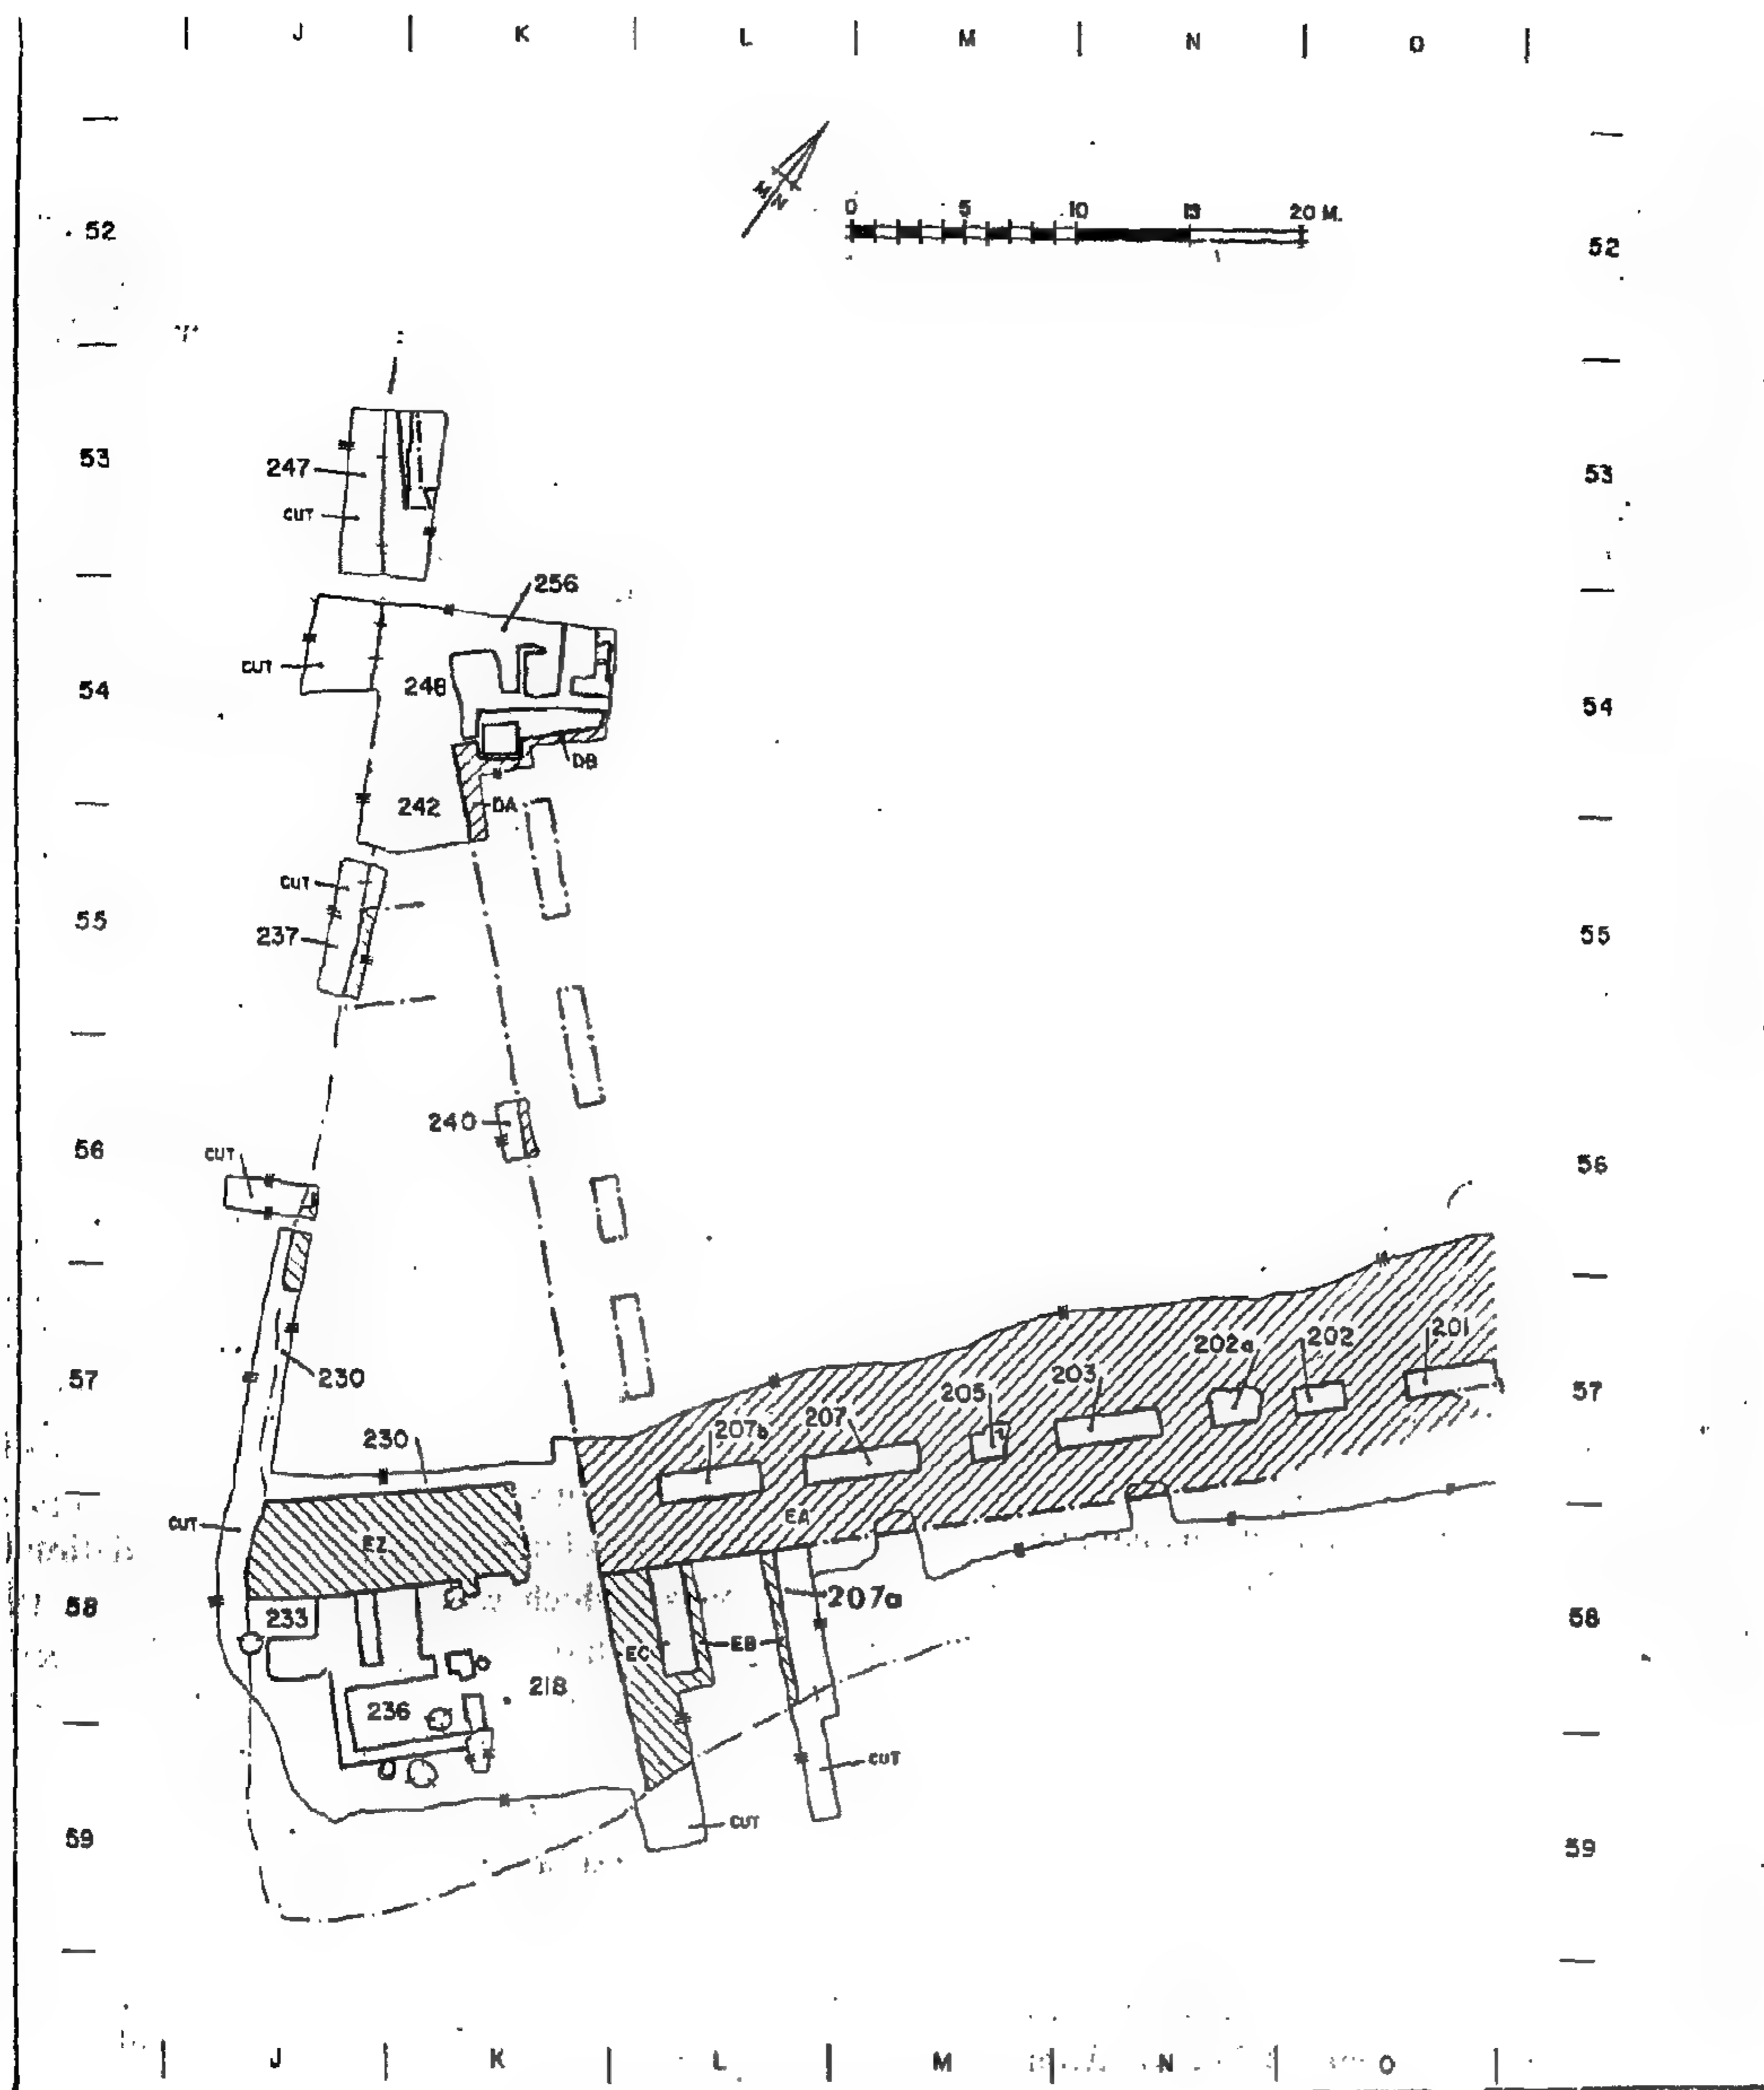 J K L M N O
MN
0 5 10 15 20 M.
52 52
53 53
247
CUT
256
CUT
54 248 54
DB
242 DA
CUT
55 55
237
240
56 CUT 56
201
202a 202
57 230 205 203 57
230 207b 207
CUT EA
EZ
207a
58 233 58
EC EB
218
236
CUT
CUT
59 59
J K L M N O